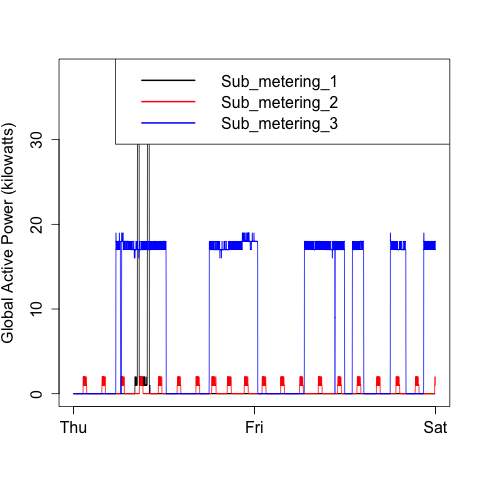 Sub_metering_1
Sub_metering_2
Sub_metering_3
Global Active Power (kilowatts)
30
20
10
0
Thu Fri Sat